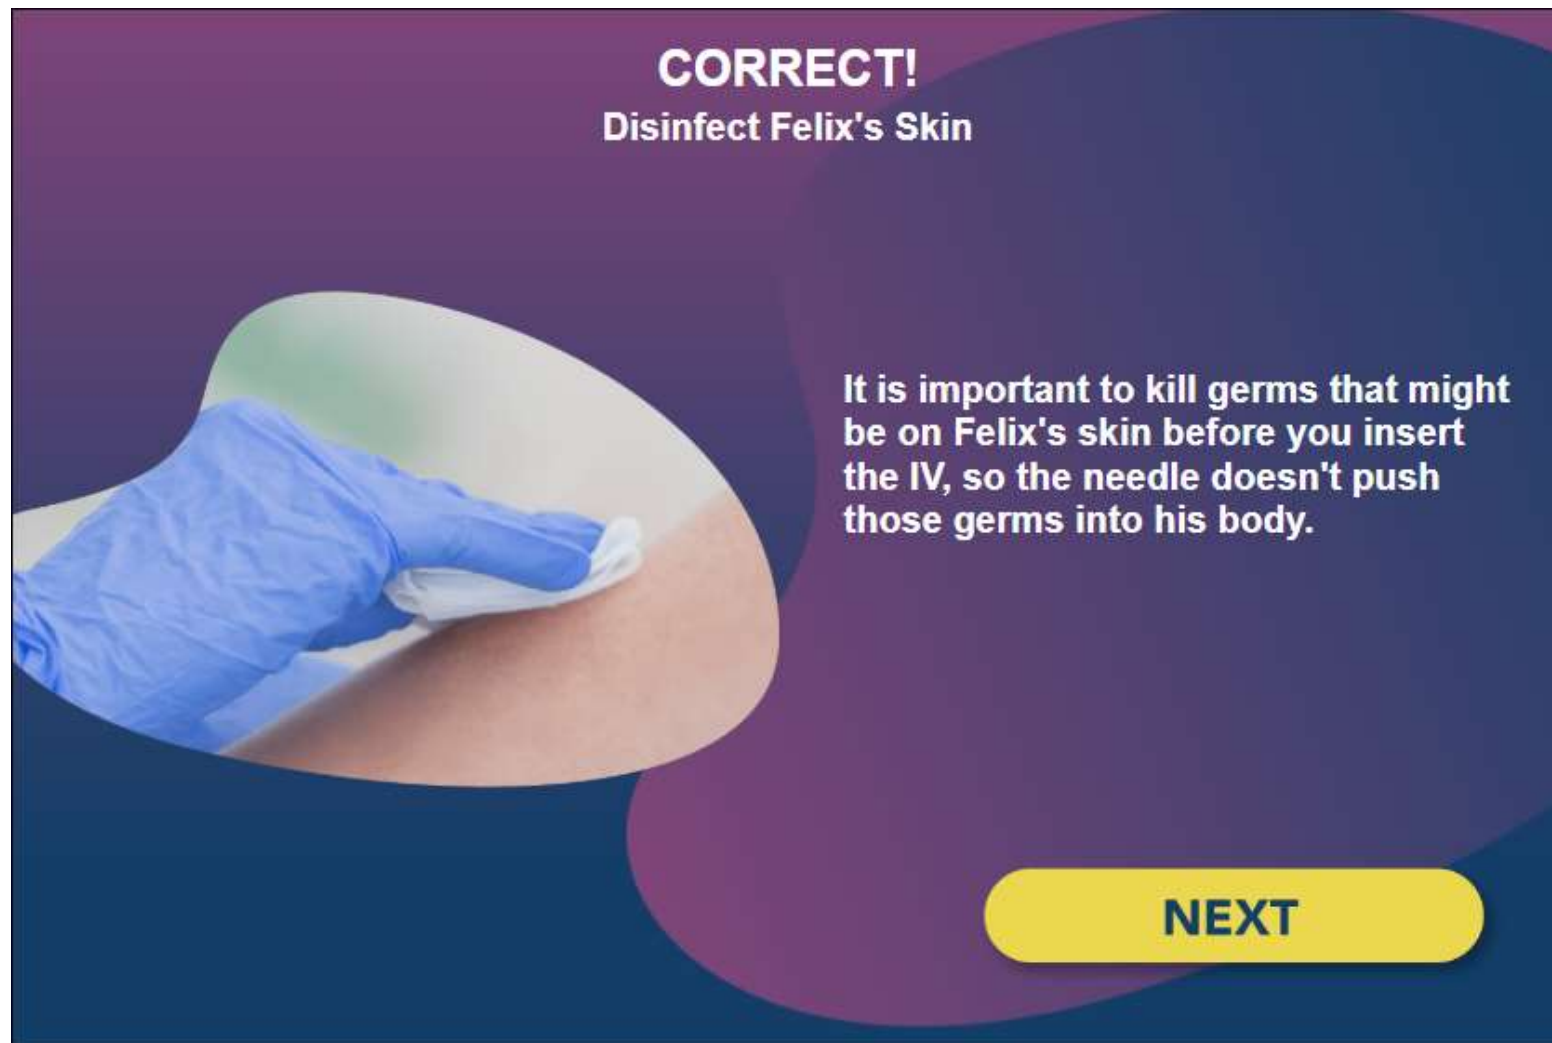 CORRECT!
Disinfect Felix's Skin
It is important to kill germs that might
be on Felix's skin before you insert
the IV, so the needle doesn't push
those germs into his body.
NEXT